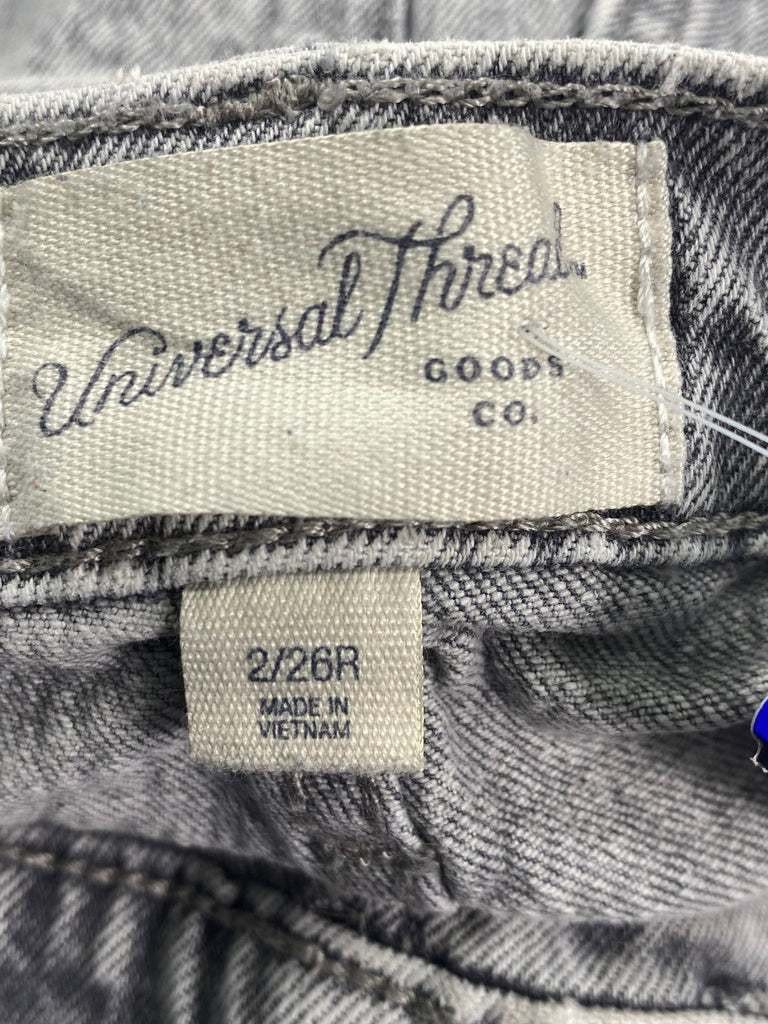 Universal Thread
GOODS
CO.
2/26R
MADE IN
VIETNAM